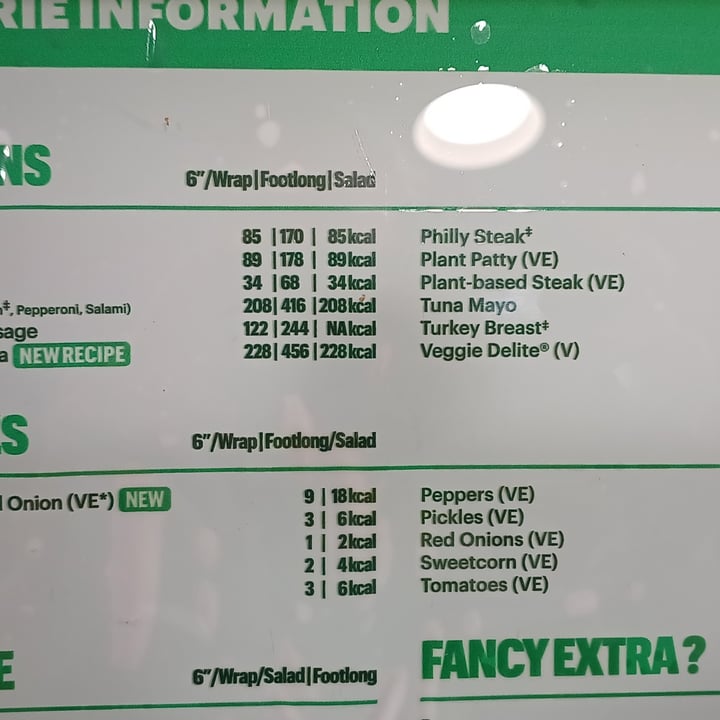 RIE INFORMATION
NS 6"/Wrap|Footlong|Salad
85 |170 | 85kcal Philly Steak‡
89 |178 | 89kcal Plant Patty (VE)
34 |68 | 34kcal Plant-based Steak (VE)
‡, Pepperoni, Salami) 208|416 |208kcal Tuna Mayo
sage 122 |244 | NAkcal Turkey Breast‡
a NEW RECIPE 228|456 |228kcal Veggie Delite® (V)
S 6"/Wrap|Footlong/Salad
Onion (VE*) NEW 9 | 18kcal Peppers (VE)
3 | 6kcal Pickles (VE)
1 | 2kcal Red Onions (VE)
2 | 4kcal Sweetcorn (VE)
3 | 6kcal Tomatoes (VE)
E 6"/Wrap/Salad|Footlong FANCY EXTRA?